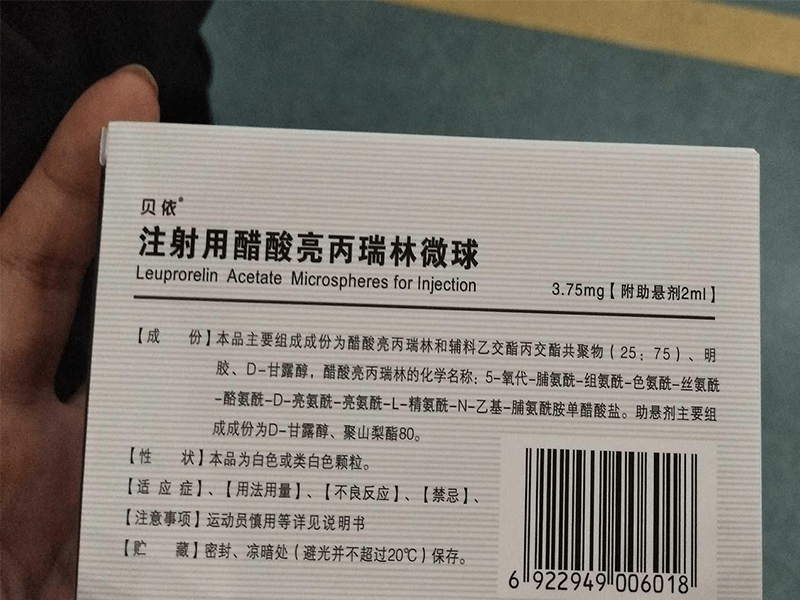 贝依®
注射用醋酸亮丙瑞林微球
Leuprorelin Acetate Microspheres for Injection
3.75mg【附助悬剂2ml】
【成 份】本品主要组成成份为醋酸亮丙瑞林和辅料乙交酯丙交酯共聚物（25：75）、明
胶、D-甘露醇，醋酸亮丙瑞林的化学名称：5-氧代-脯氨酰-组氨酰-色氨酰-丝氨酰
-酪氨酰-D-亮氨酰-亮氨酰-L-精氨酰-N-乙基-脯氨酰胺单醋酸盐。助悬剂主要组
成成份为D-甘露醇、聚山梨酯80。
【性 状】本品为白色或类白色颗粒。
【适 应 症】、【用法用量】、【不良反应】、【禁忌】、
【注意事项】运动员慎用等详见说明书
【贮 藏】密封、凉暗处（避光并不超过20℃）保存。
6 922949 006018